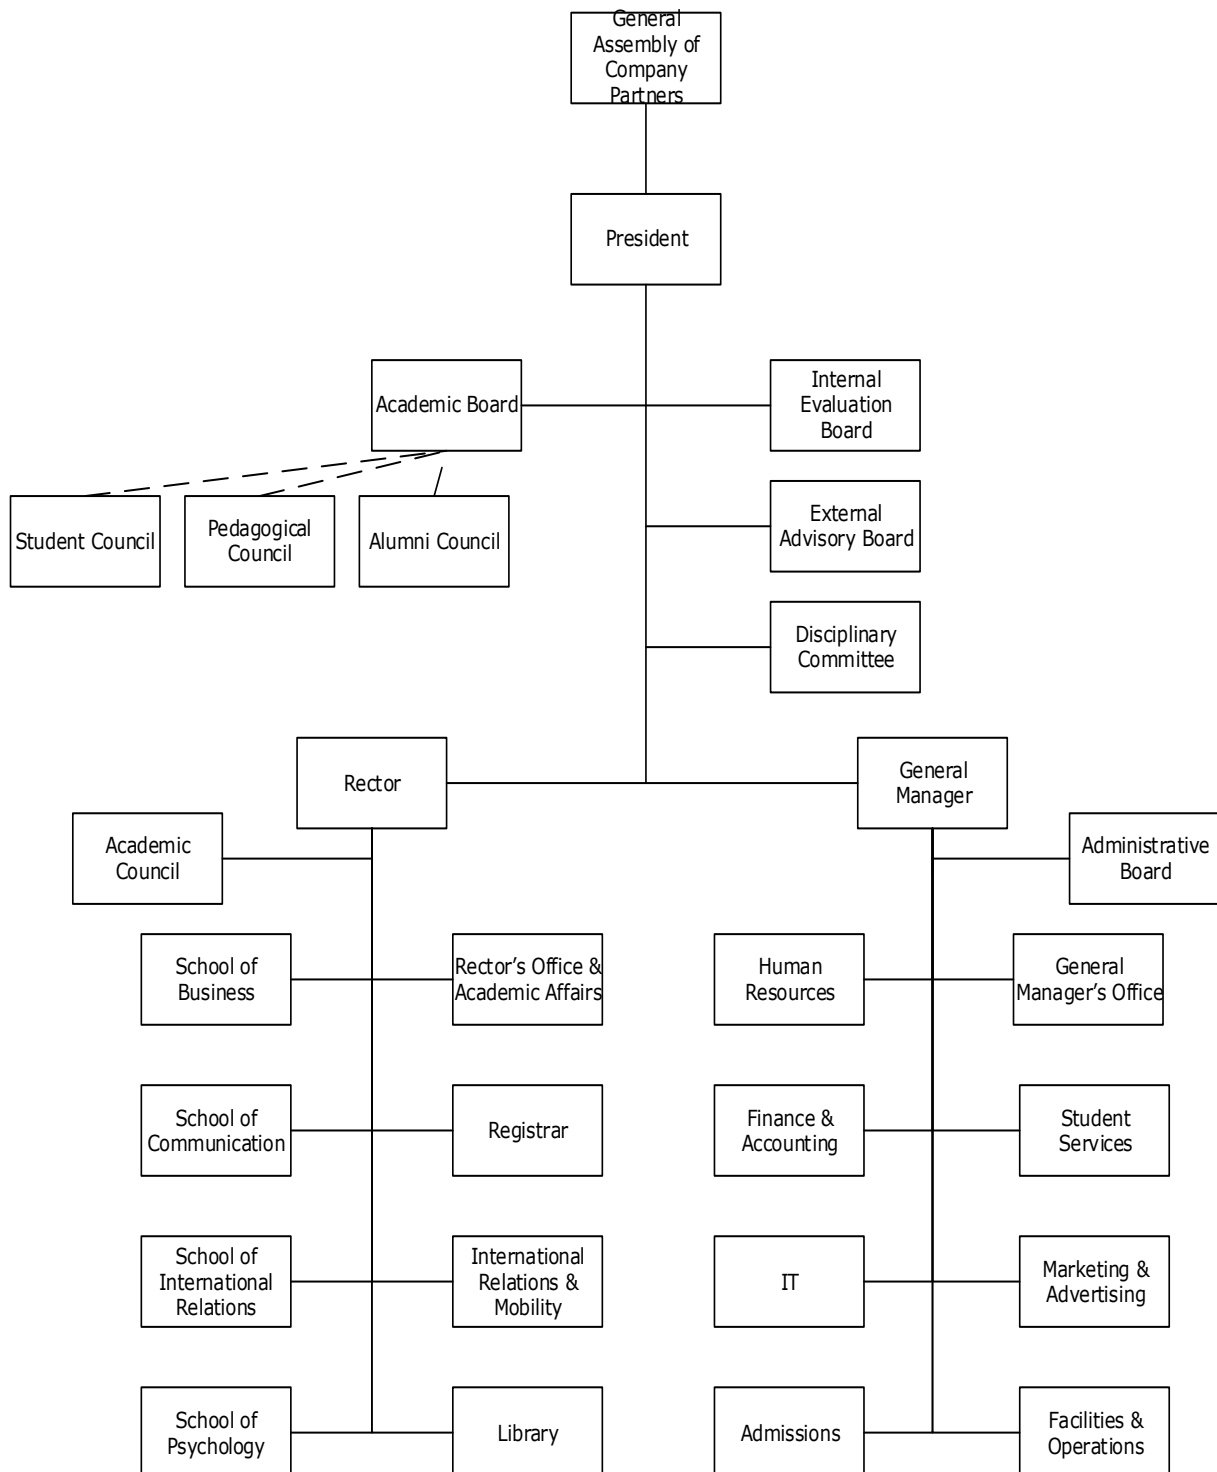 General
Assembly of
Company
Partners
President
Academic Board
Internal
Evaluation
Board
Student Council
Pedagogical
Council
Alumni Council
External
Advisory Board
Disciplinary
Committee
Rector
General
Manager
Academic
Council
Administrative
Board
School of
Business
Rector’s Office &
Academic Affairs
Human
Resources
General
Manager’s Office
School of
Communication
Registrar
Finance &
Accounting
Student
Services
School of
International
Relations
International
Relations &
Mobility
IT
Marketing &
Advertising
School of
Psychology
Library
Admissions
Facilities &
Operations